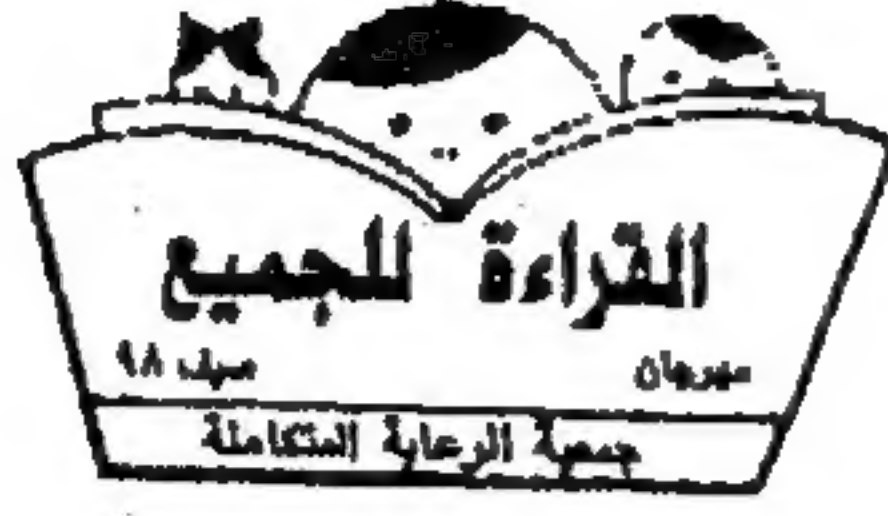 القراءة للجميع
مهرجان صيف ٩٨
جمعية الرعاية المتكاملة